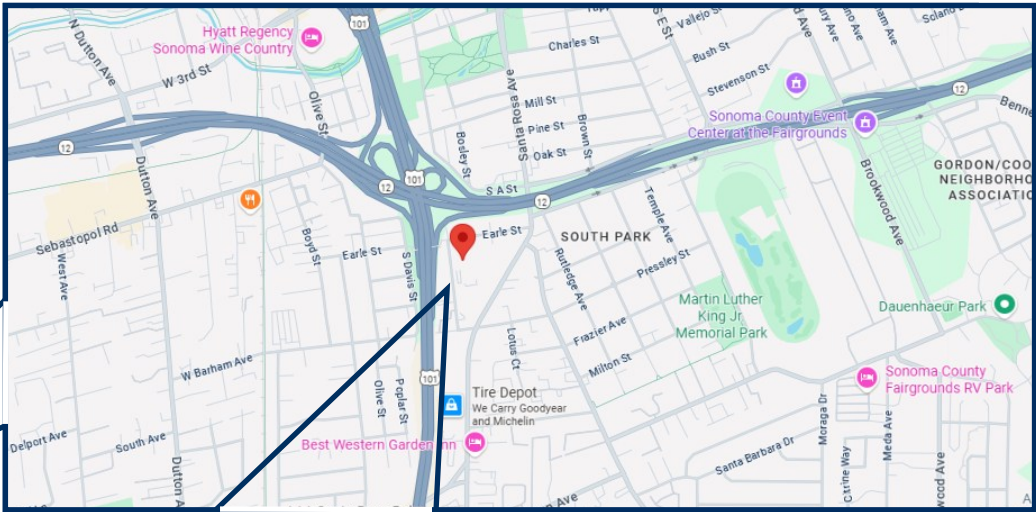 101
N Dutton Ave
Hyatt Regency
Sonoma Wine Country
W 3rd St
Olive St
Charles St
Vallejo St
Bush St
Stevenson St
Santa Rosa Ave
Mill St
Pine St
Brown St
Oak St
Bosley St
Sonoma County Event
Center at the Fairgrounds
12
12
Dutton Ave
12
101
S A St
12
GORDON/COO
NEIGHBORHO
ASSOCIATIO
Brookwood Ave
Sebastopol Rd
West Ave
Boyd St
Earle St
S Davis St
Earle St
SOUTH PARK
Temple Ave
Pressley St
Rutledge Ave
Martin Luther
King Jr
Memorial Park
Dauenhaeur Park
Frazier Ave
Lotus Ct
Milton St
W Barham Ave
Olive St
Poplar St
101
Tire Depot
We Carry Goodyear
and Michelin
Sonoma County
Fairgrounds RV Park
Best Western Garden Inn
Delport Ave
South Ave
Dutton A
Santa Barbara Dr
Moraga Dr
Meda Ave
Citrine Way
wood Ave